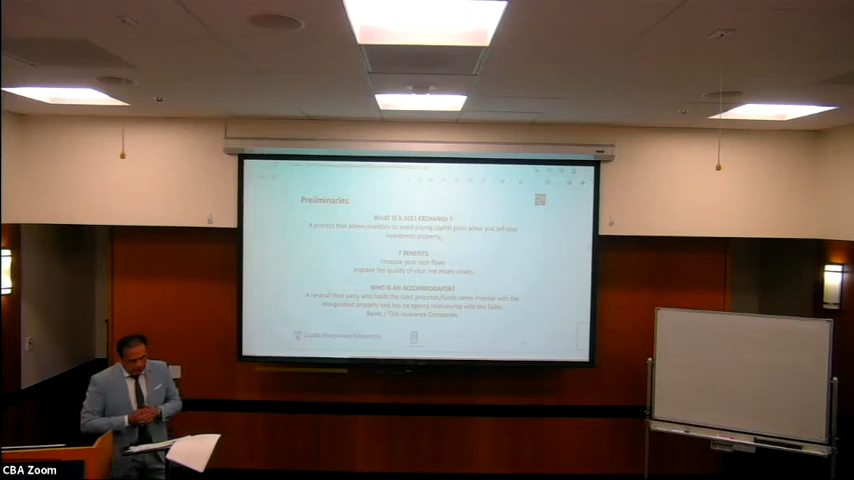 Preliminaries
WHAT IS A 1031 EXCHANGE ?
A process that allows investors to avoid paying capital gains when you sell your
investment property.
? BENEFITS
Increase your cash flows
Improve the quality of your real estate assets
WHO IS AN ACCOMMODATOR?
A neutral third party who holds the sales proceeds/funds when investor sells the
relinquished property and has no agency relationship with the Seller.
Banks / Title Insurance Companies
Loyola Marymount University
CBA Zoom